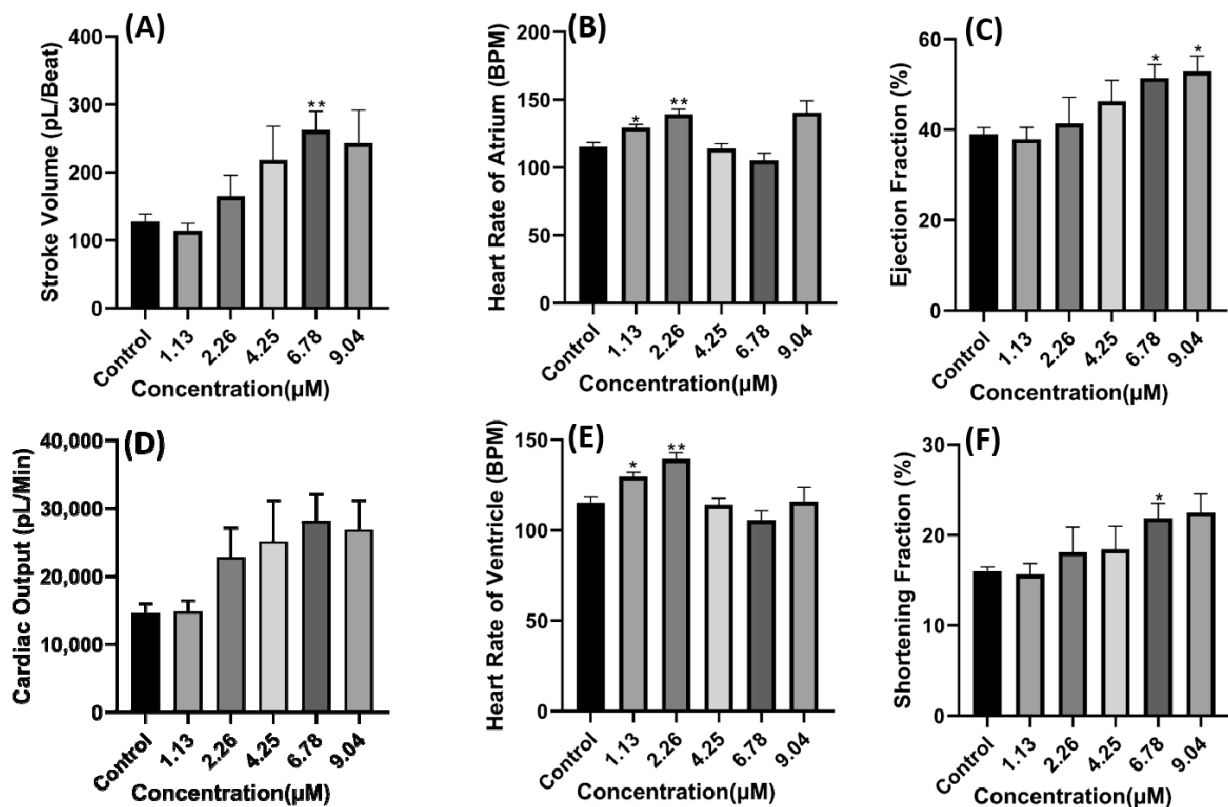 (A)
Stroke Volume (pL/Beat)
400
300
200
100
0
**
Control
1.13
2.26
4.25
6.78
9.04
Concentration(µM)
(B)
Heart Rate of Atrium (BPM)
200
150
100
50
0
*
**
Control
1.13
2.26
4.25
6.78
9.04
Concentration(µM)
(C)
Ejection Fraction (%)
60
40
20
0
*
*
Control
1.13
2.26
4.25
6.78
9.04
Concentration(µM)
(D)
Cardiac Output (pL/Min)
40,000
30,000
20,000
10,000
0
Control
1.13
2.26
4.25
6.78
9.04
Concentration(µM)
(E)
Heart Rate of Ventricle (BPM)
150
100
50
0
*
**
Control
1.13
2.26
4.25
6.78
9.04
Concentration(µM)
(F)
Shortening Fraction (%)
30
20
10
0
*
Control
1.13
2.26
4.25
6.78
9.04
Concentration(µM)